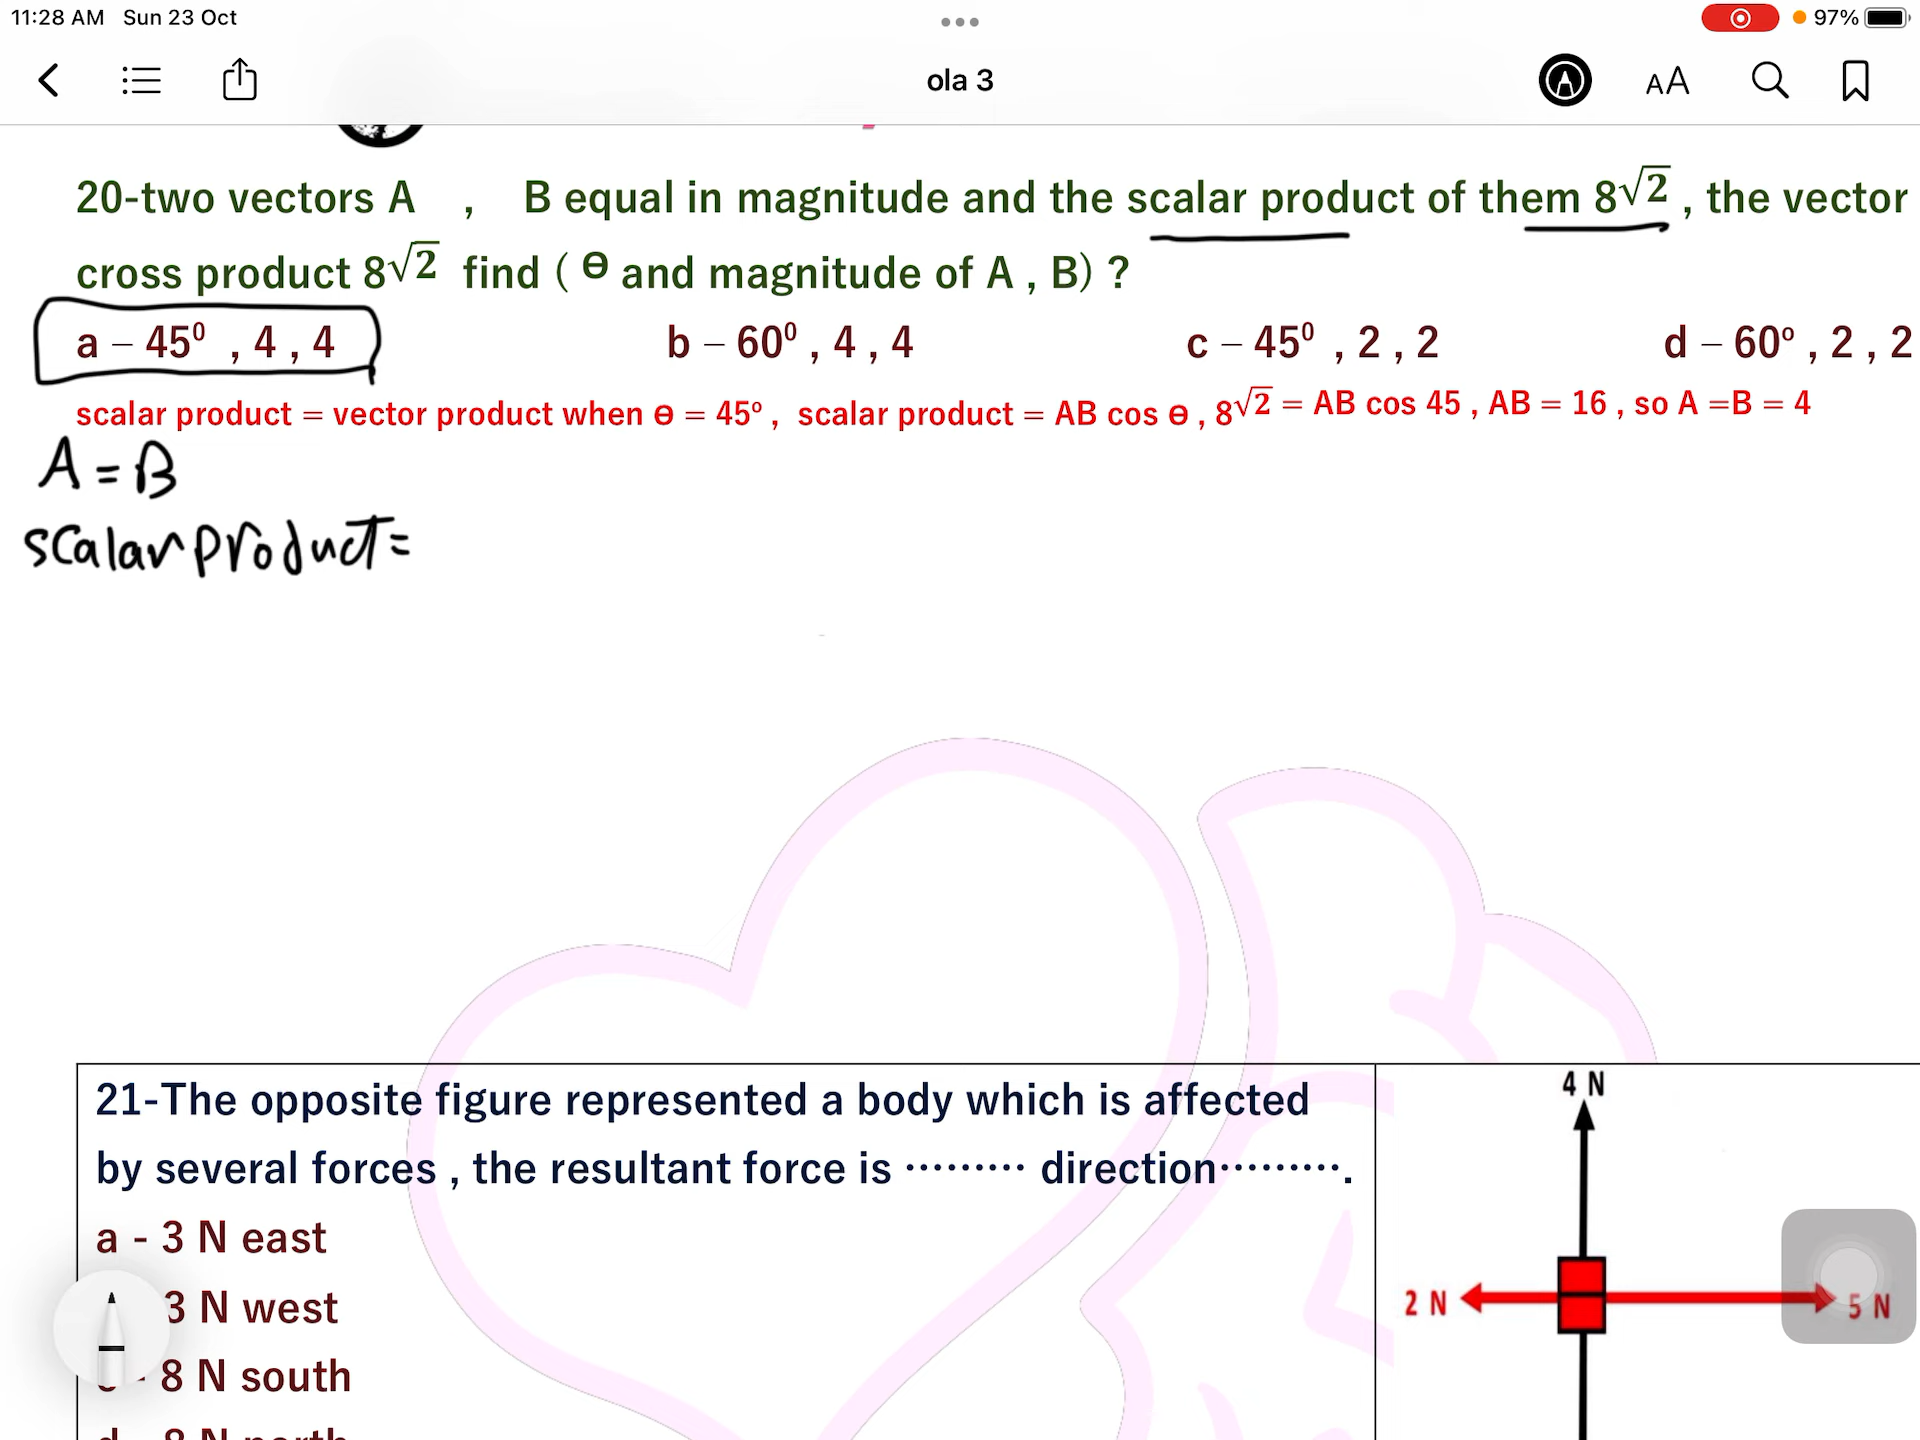 11:28 AM Sun 23 Oct
97%
ola 3
AA
20-two vectors A , B equal in magnitude and the scalar product of them 8√2 , the vector
cross product 8√2 find ( Ɵ and magnitude of A , B) ?
a – 45⁰ , 4 , 4
b – 60⁰ , 4 , 4
c – 45⁰ , 2 , 2
d – 60º , 2 , 2
scalar product = vector product when ɵ = 45º , scalar product = AB cos ɵ , 8√2 = AB cos 45 , AB = 16 , so A =B = 4
A = B
scalar product =
21-The opposite figure represented a body which is affected
by several forces , the resultant force is ········· direction·········.
a - 3 N east
3 N west
- 8 N south
4 N
2 N
5 N